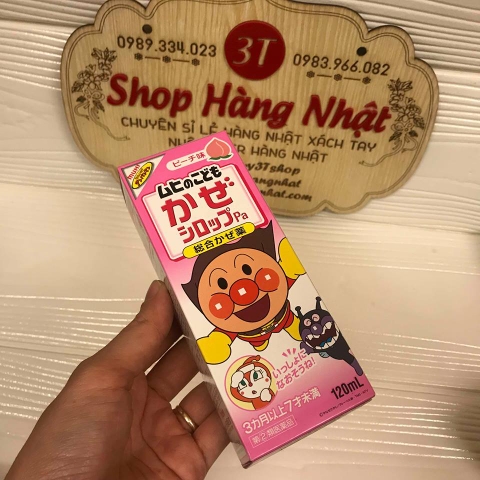 0989.334.023
3T
0983.966.082
Shop Hàng Nhật
CHUYÊN SỈ LẺ HÀNG NHẬT XÁCH TAY
HÀNG NHẬT
3tshop
ピーチ味
muhi
ムヒのこども
かぜ
シロップPa
総合かぜ薬
いっしょに
なおそうね!
3カ月以上7才未満
120mL
第②類医薬品